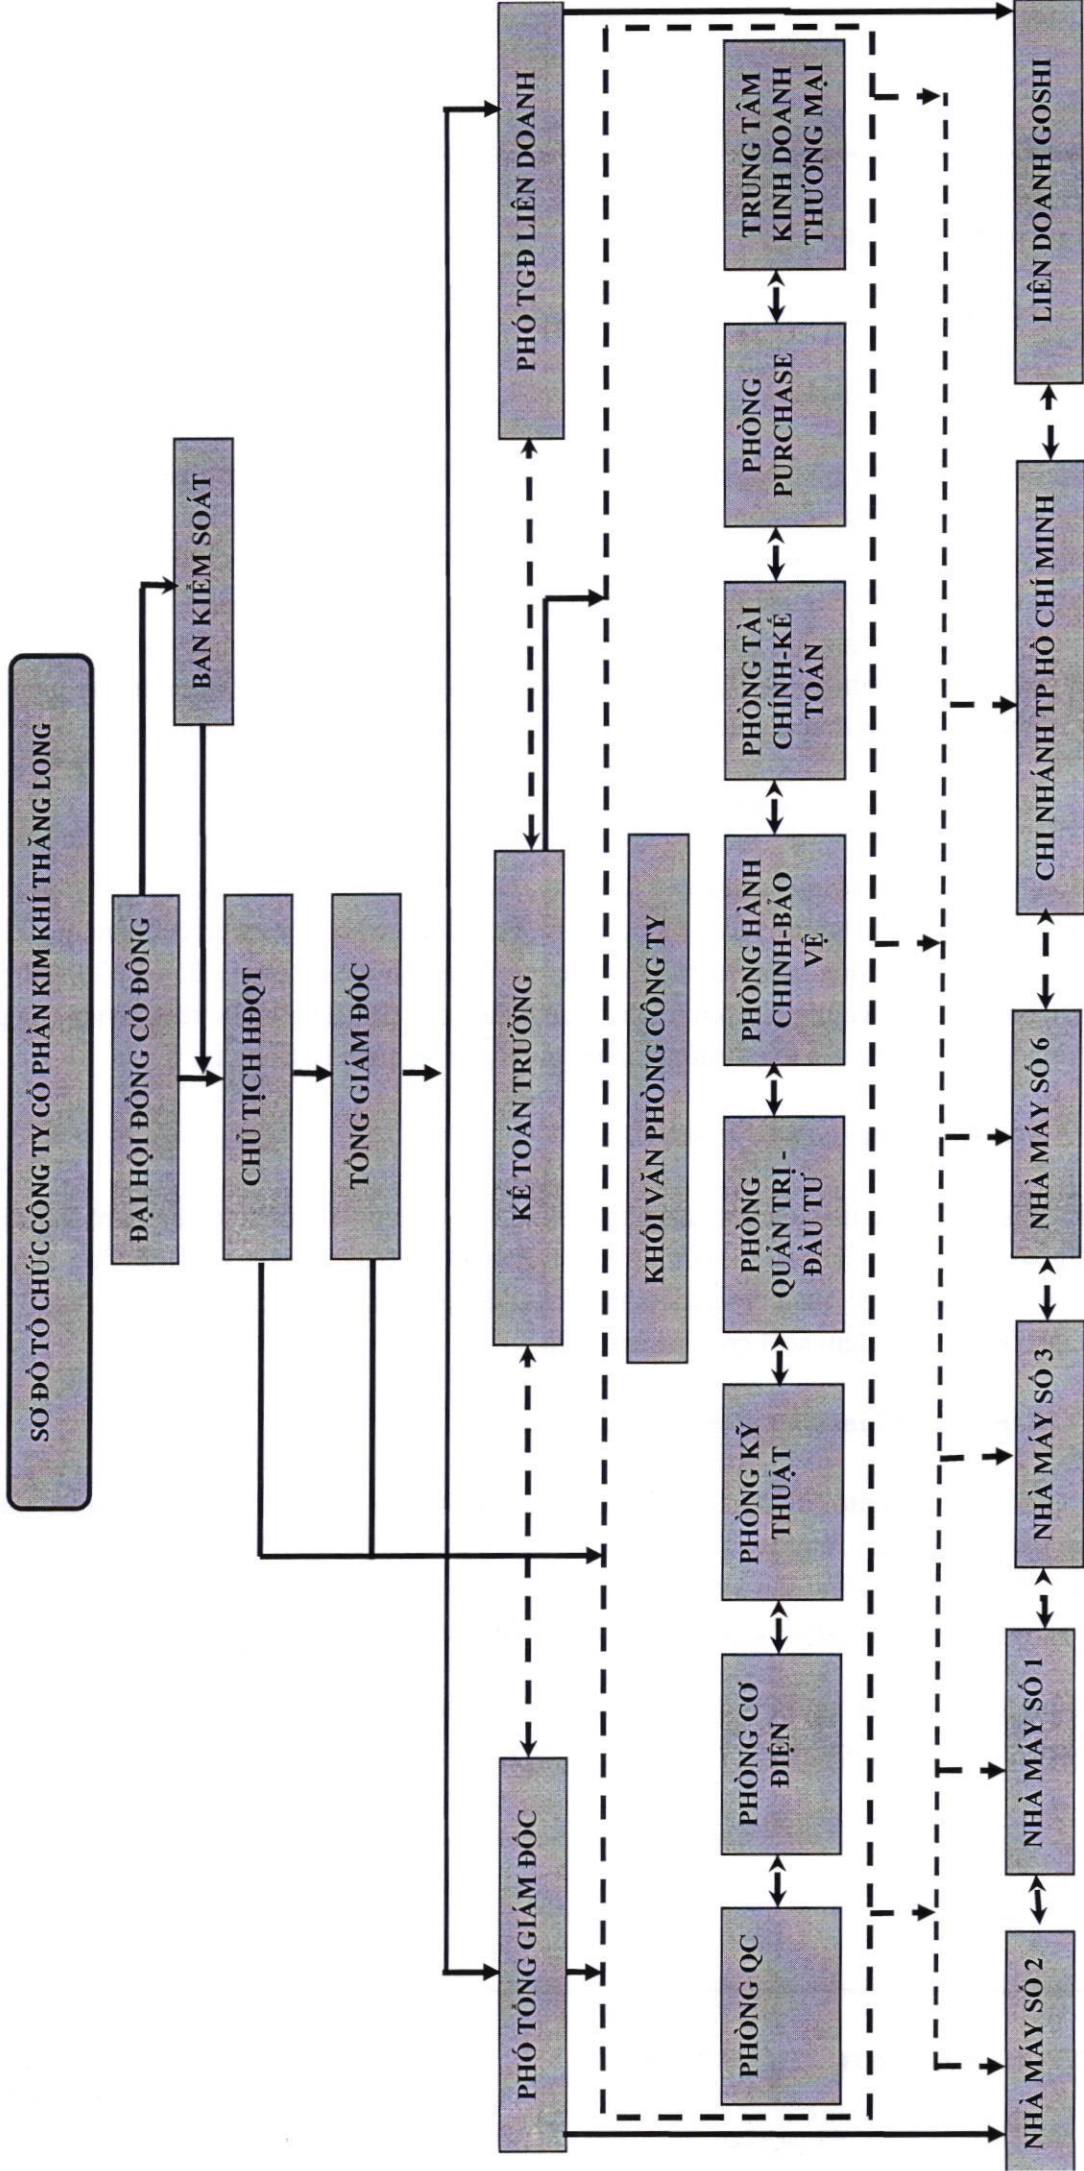 SƠ ĐỒ TỔ CHỨC CÔNG TY CỔ PHẦN KIM KHÍ THĂNG LONG
ĐẠI HỘI ĐỒNG CỔ ĐÔNG
BAN KIỂM SOÁT
CHỦ TỊCH HĐQT
TỔNG GIÁM ĐỐC
PHÓ TỔNG GIÁM ĐỐC
KẾ TOÁN TRƯỞNG
PHÓ TGĐ LIÊN DOANH
KHỐI VĂN PHÒNG CÔNG TY
PHÒNG QC
PHÒNG CƠ
ĐIỆN
PHÒNG KỸ
THUẬT
PHÒNG
QUẢN TRỊ -
ĐẦU TƯ
PHÒNG HÀNH
CHINH-BẢO
VỆ
PHÒNG TÀI
CHÍNH-KẾ
TOÁN
PHÒNG
PURCHASE
TRUNG TÂM
KINH DOANH
THƯƠNG MẠI
NHÀ MÁY SỐ 2
NHÀ MÁY SỐ 1
NHÀ MÁY SỐ 3
NHÀ MÁY SỐ 6
CHI NHÁNH TP HỒ CHÍ MINH
LIÊN DOANH GOSHI